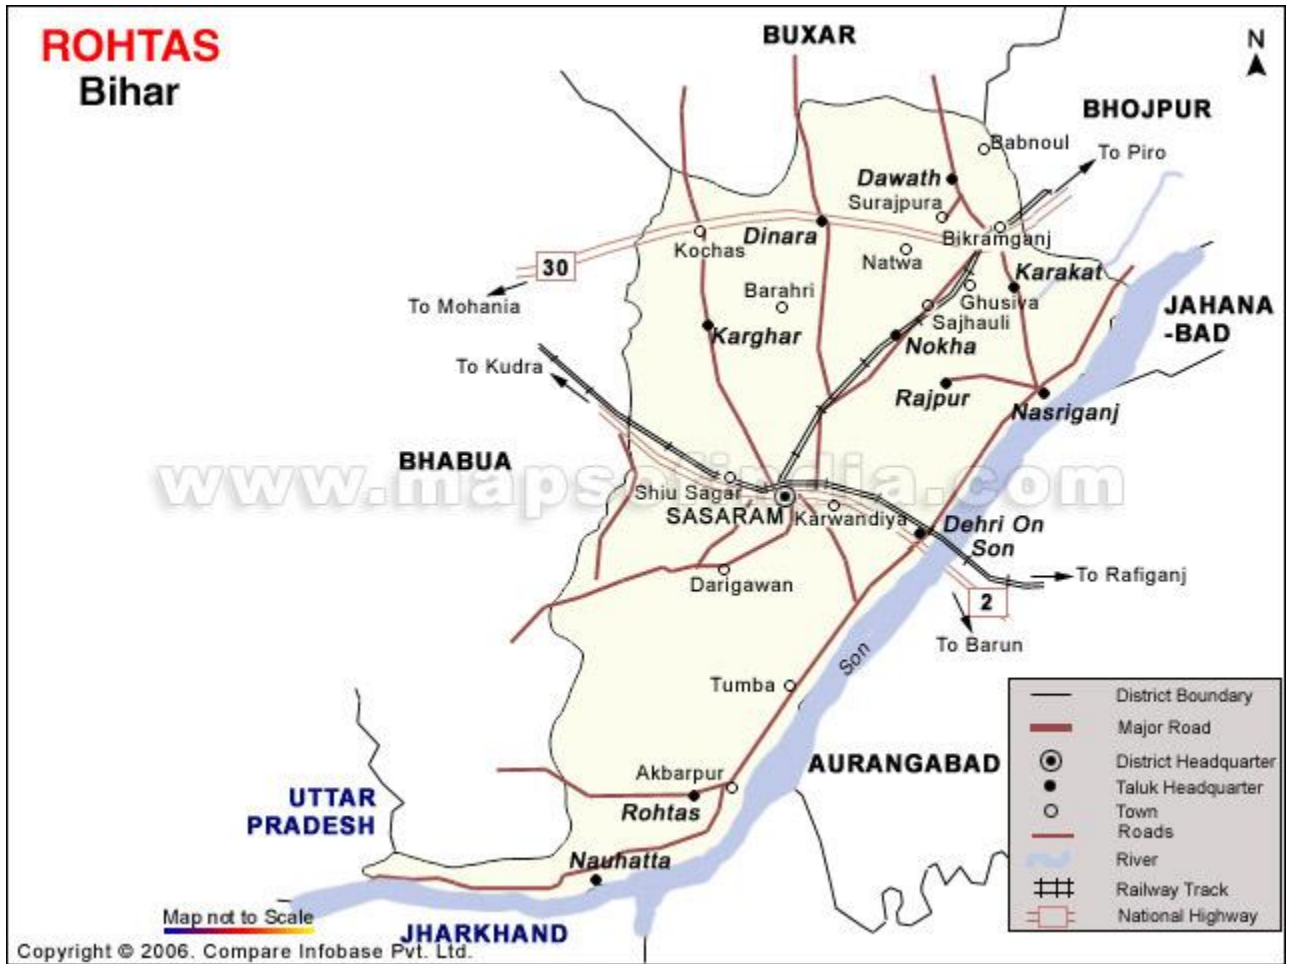 ROHTAS
Bihar
BUXAR
N
BHOJPUR
Babnoul
To Piro
Dawath
Surajpura
Dinara
Bikramganj
Kochas
Natwa
Karakat
30
To Mohania
Barahri
Ghusiya
Sajhauli
JAHANA
-BAD
Karghar
Nokha
To Kudra
Rajpur
Nasriganj
BHABUA
www.mapsofindia.com
Shiu Sagar
SASARAM
Karwandiya
Dehri On
Son
To Rafiganj
Darigawan
2
To Barun
Son
Tumba
AURANGABAD
Akbarpur
Rohtas
UTTAR
PRADESH
Nauhatta
JHARKHAND
District Boundary
Major Road
District Headquarter
Taluk Headquarter
Town
Roads
River
Railway Track
National Highway
Map not to Scale
Copyright © 2006. Compare Infobase Pvt. Ltd.